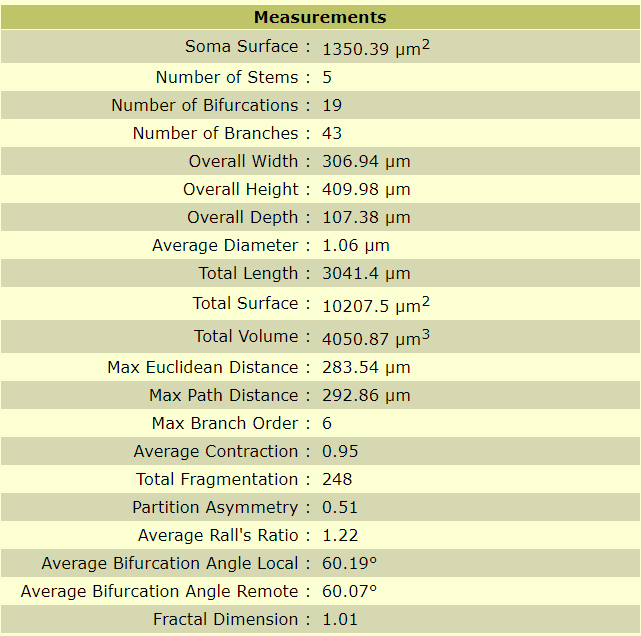 Measurements
Soma Surface : 1350.39 μm²
Number of Stems : 5
Number of Bifurcations : 19
Number of Branches : 43
Overall Width : 306.94 μm
Overall Height : 409.98 μm
Overall Depth : 107.38 μm
Average Diameter : 1.06 μm
Total Length : 3041.4 μm
Total Surface : 10207.5 μm²
Total Volume : 4050.87 μm³
Max Euclidean Distance : 283.54 μm
Max Path Distance : 292.86 μm
Max Branch Order : 6
Average Contraction : 0.95
Total Fragmentation : 248
Partition Asymmetry : 0.51
Average Rall's Ratio : 1.22
Average Bifurcation Angle Local : 60.19°
Average Bifurcation Angle Remote : 60.07°
Fractal Dimension : 1.01